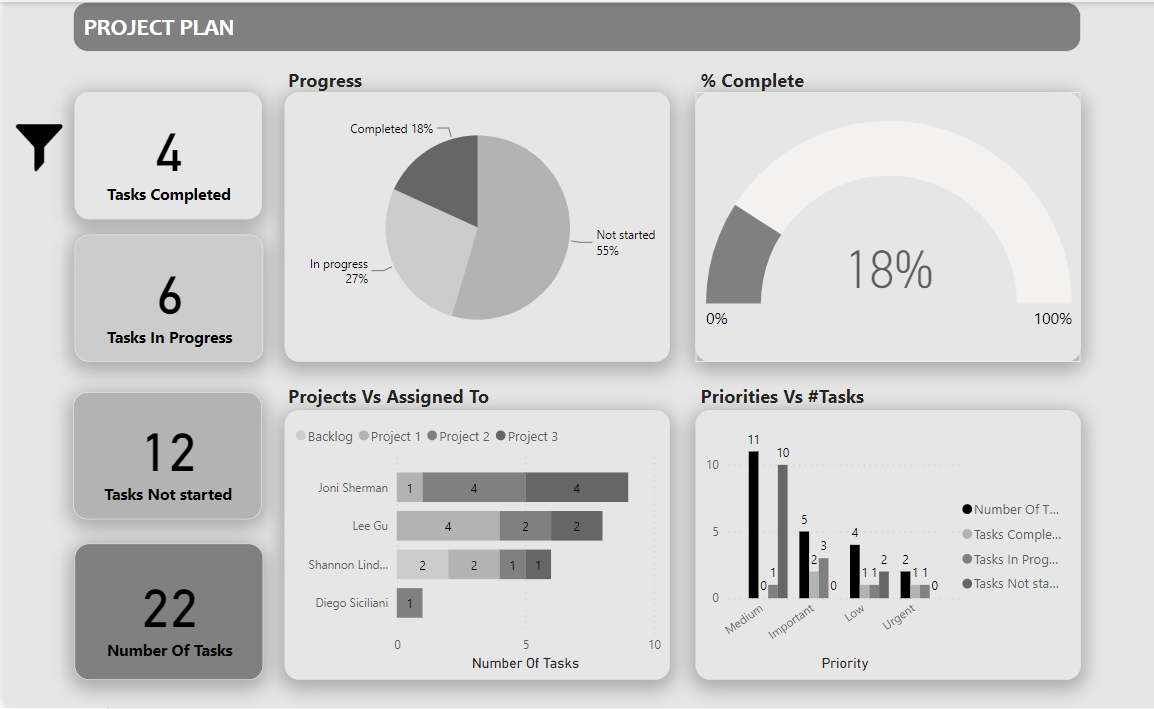 PROJECT PLAN
4
Tasks Completed
6
Tasks In Progress
12
Tasks Not started
22
Number Of Tasks
Progress
Completed 18%
Not started
55%
In progress
27%
% Complete
18%
0%
100%
Projects Vs Assigned To
Backlog Project 1 Project 2 Project 3
Joni Sherman 1 4 4
Lee Gu 4 2 2
Shannon Lind... 2 2 1 1
Diego Siciliani 1
0 5 10
Number Of Tasks
Priorities Vs #Tasks
10
5
0
11 0 1 10
5 2 3 0
4 1 1 2
2 1 1 0
Medium Important Low Urgent
Priority
Number Of T...
Tasks Comple...
Tasks In Prog...
Tasks Not sta...